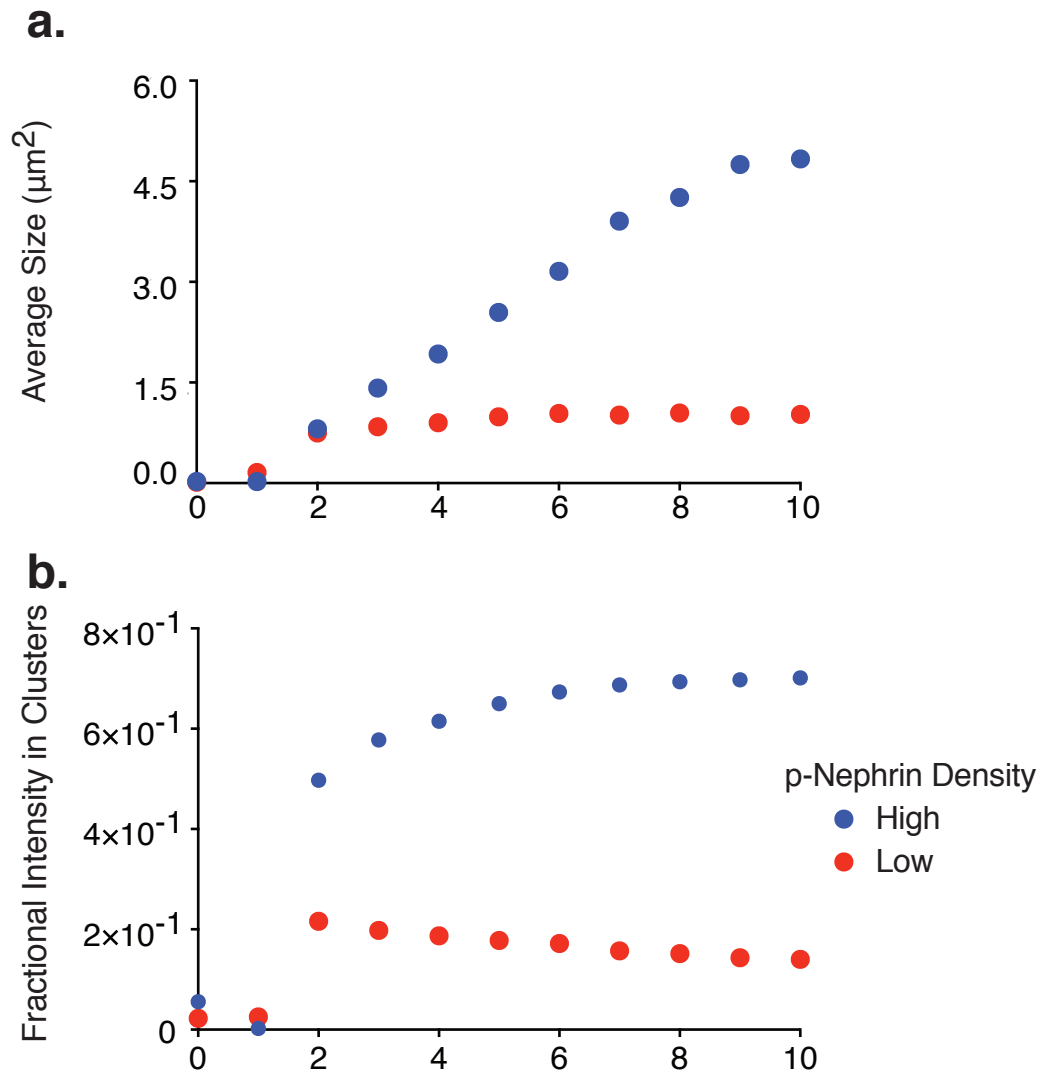 a.
Average Size (µm²)
6.0
4.5
3.0
1.5
0.0
0 2 4 6 8 10
b.
Fractional Intensity in Clusters
8×10⁻¹
6×10⁻¹
4×10⁻¹
2×10⁻¹
0
0 2 4 6 8 10
p-Nephrin Density
High
Low